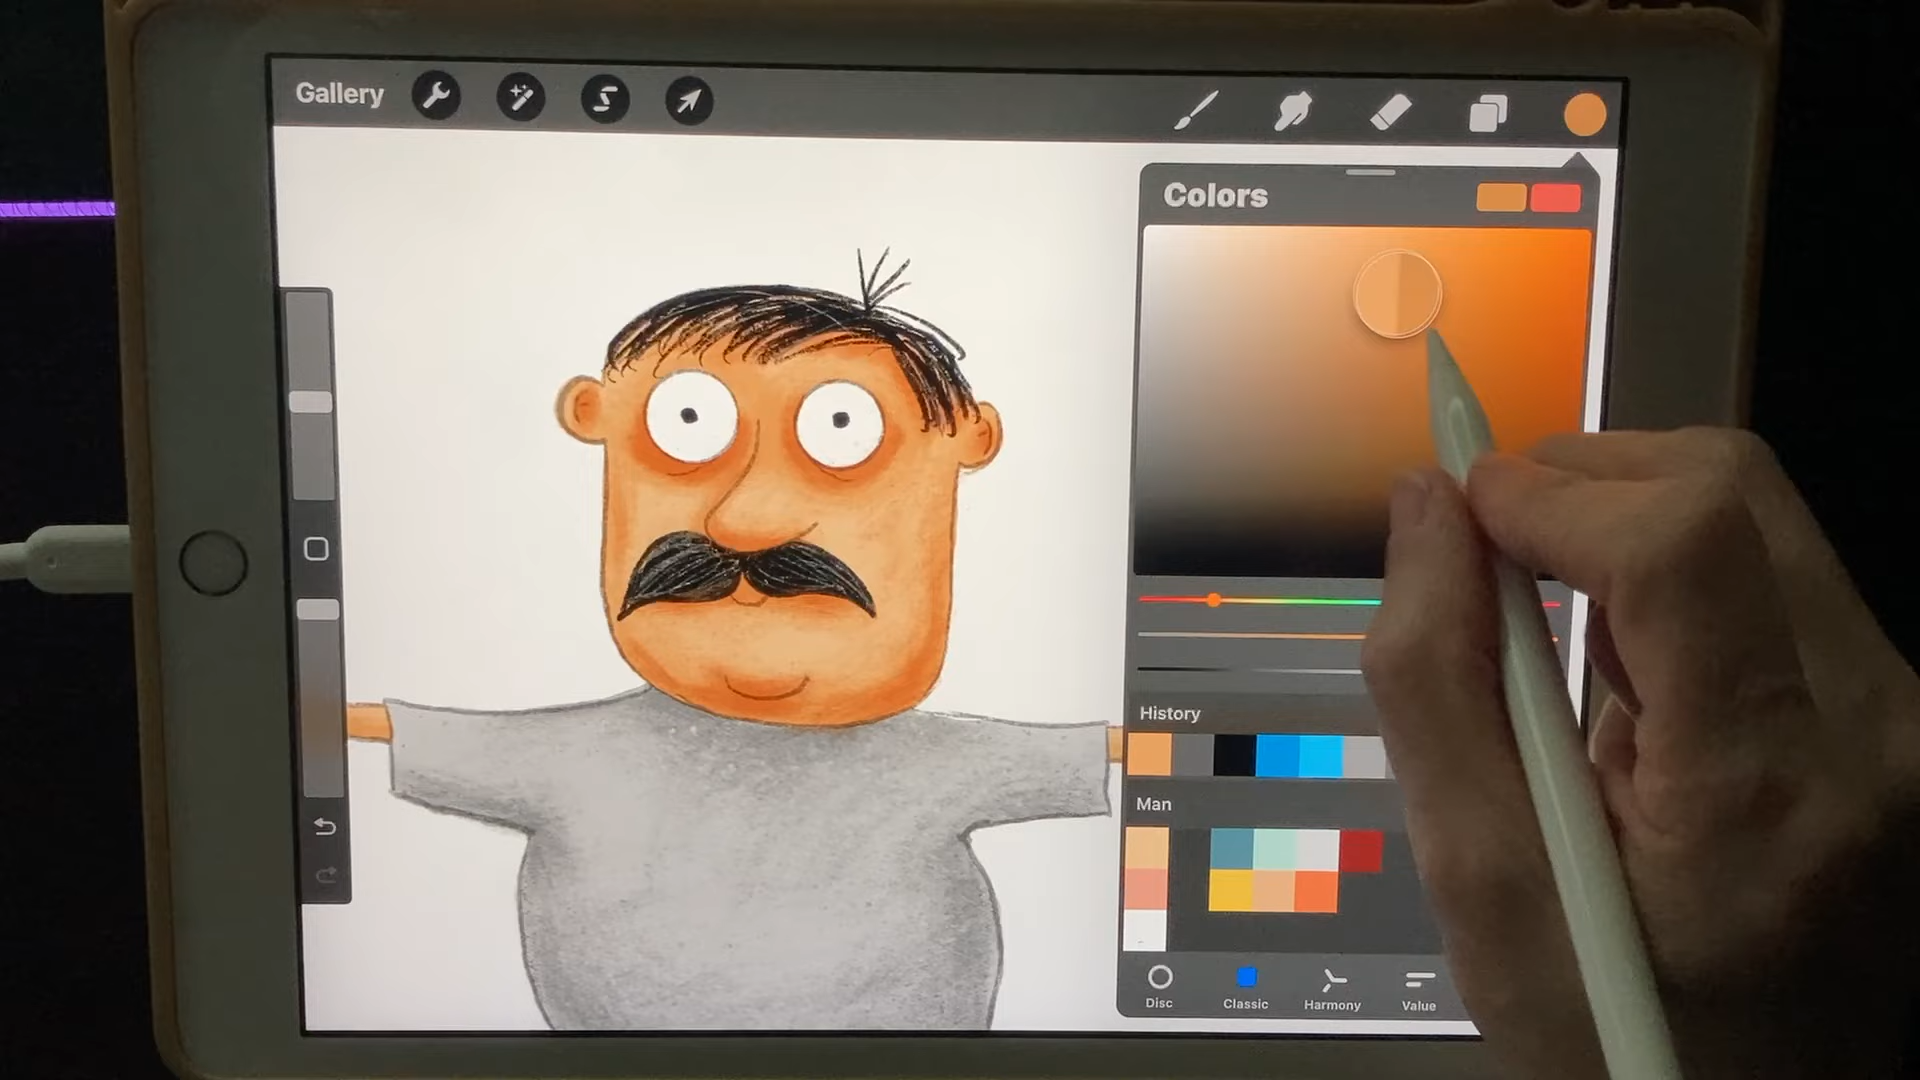 Gallery
Colors
History
Man
Disc
Classic
Harmony
Value